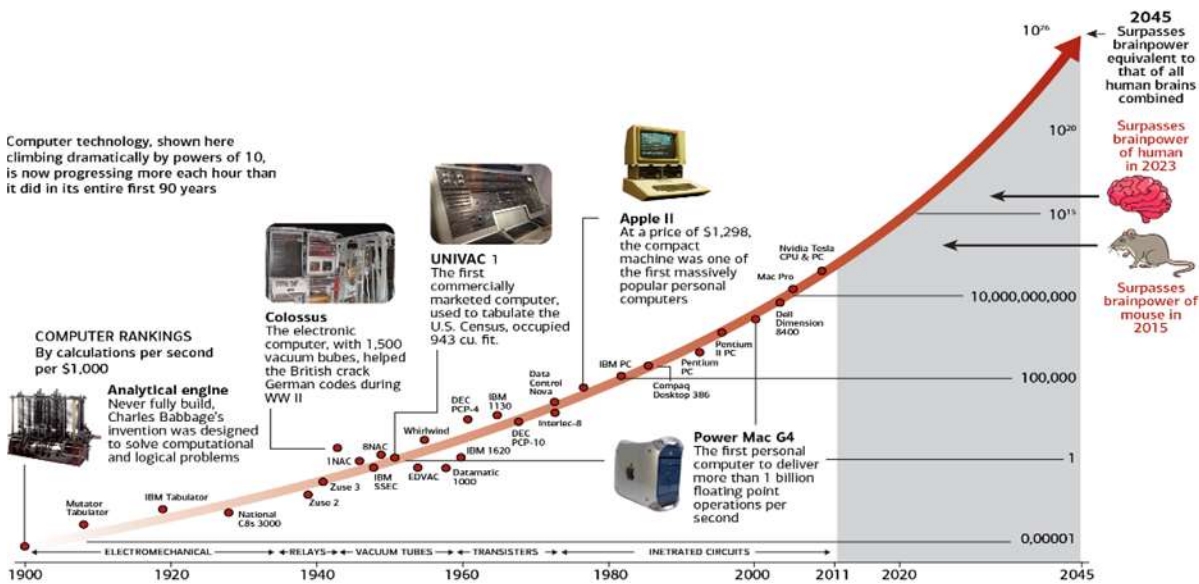 Computer technology, shown here
climbing dramatically by powers of 10,
is now progressing more each hour than
it did in its entire first 90 years
COMPUTER RANKINGS
By calculations per second
per $1,000
Analytical engine
Never fully build,
Charles Babbage's
invention was designed
to solve computational
and logical problems
Colossus
The electronic
computer, with 1,500
vacuum bubes, helped
the British crack
German codes during
WW II
UNIVAC 1
The first
commercially
marketed computer,
used to tabulate the
U.S. Census, occupied
943 cu. fit.
Apple II
At a price of $1,298,
the compact
machine was one of
the first massively
popular personal
computers
Power Mac G4
The first personal
computer to deliver
more than 1 billion
floating point
operations per
second
2045
Surpasses
brainpower
equivalent to
that of all
human brains
combined
Surpasses
brainpower
of human
in 2023
Surpasses
brainpower of
mouse in
2015
10²⁶
10²⁰
10¹⁵
10,000,000,000
100,000
1
0,00001
Mutator
Tabulator
IBM Tabulator
National
C8s 3000
Zuse 2
Zuse 3
1NAC
8NAC
IBM
SSEC
Whirlwind
EDVAC
Datamatic
1000
IBM 1620
DEC
PCP-4
IBM
1130
DEC
PCP-10
Data
Control
Nova
Interlec-8
IBM PC
Compaq
Desktop 386
Pentium
PC
Pentium
II PC
Mac Pro
Dell
Dimension
8400
Nvidia Tesla
CPU & PC
ELECTROMECHANICAL
RELAYS
VACUUM TUBES
TRANSISTERS
INETRATED CIRCUITS
1900
1920
1940
1960
1980
2000
2011
2020
2045